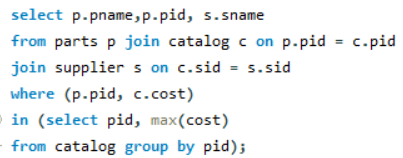 select p.pname,p.pid, s.sname
from parts p join catalog c on p.pid = c.pid
join supplier s on c.sid = s.sid
where (p.pid, c.cost)
in (select pid, max(cost)
from catalog group by pid);